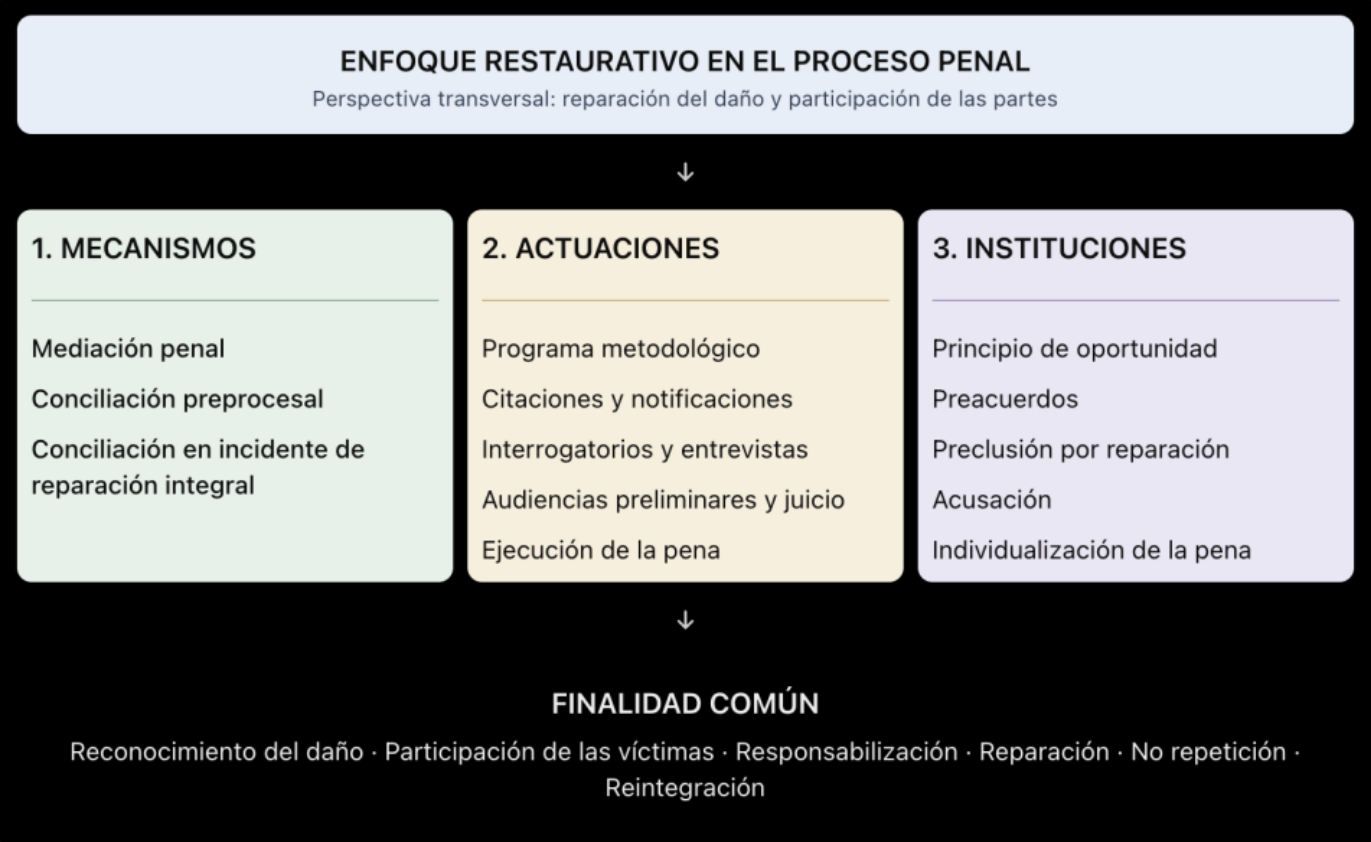 ENFOQUE RESTAURATIVO EN EL PROCESO PENAL
Perspectiva transversal: reparación del daño y participación de las partes
↓
1. MECANISMOS
Mediación penal
Conciliación preprocesal
Conciliación en incidente de
reparación integral
2. ACTUACIONES
Programa metodológico
Citaciones y notificaciones
Interrogatorios y entrevistas
Audiencias preliminares y juicio
Ejecución de la pena
3. INSTITUCIONES
Principio de oportunidad
Preacuerdos
Preclusión por reparación
Acusación
Individualización de la pena
↓
FINALIDAD COMÚN
Reconocimiento del daño · Participación de las víctimas · Responsabilización · Reparación · No repetición ·
Reintegración